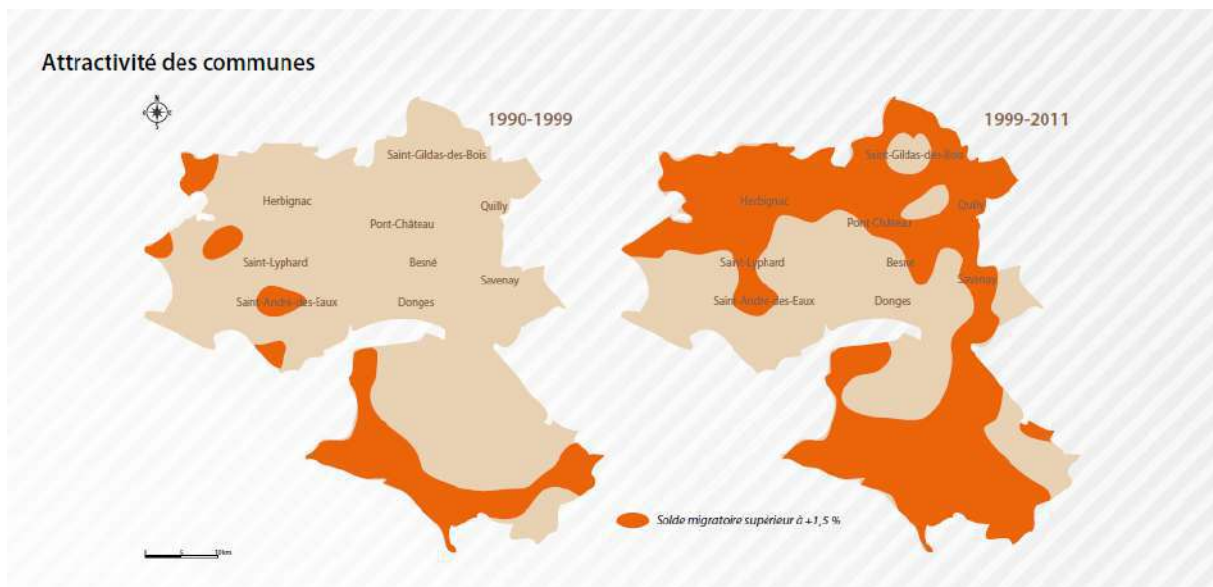 Attractivité des communes
N
S
1990-1999
Saint-Gildas-des-Bois
Herbignac
Quilly
Pont-Château
Saint-Lyphard
Besné
Savenay
Saint-André-des-Eaux
Donges
1999-2011
Saint-Gildas-des-Bois
Herbignac
Quilly
Pont-Château
Saint-Lyphard
Besné
Savenay
Saint-André-des-Eaux
Donges
Solde migratoire supérieur à +1,5 %
10km